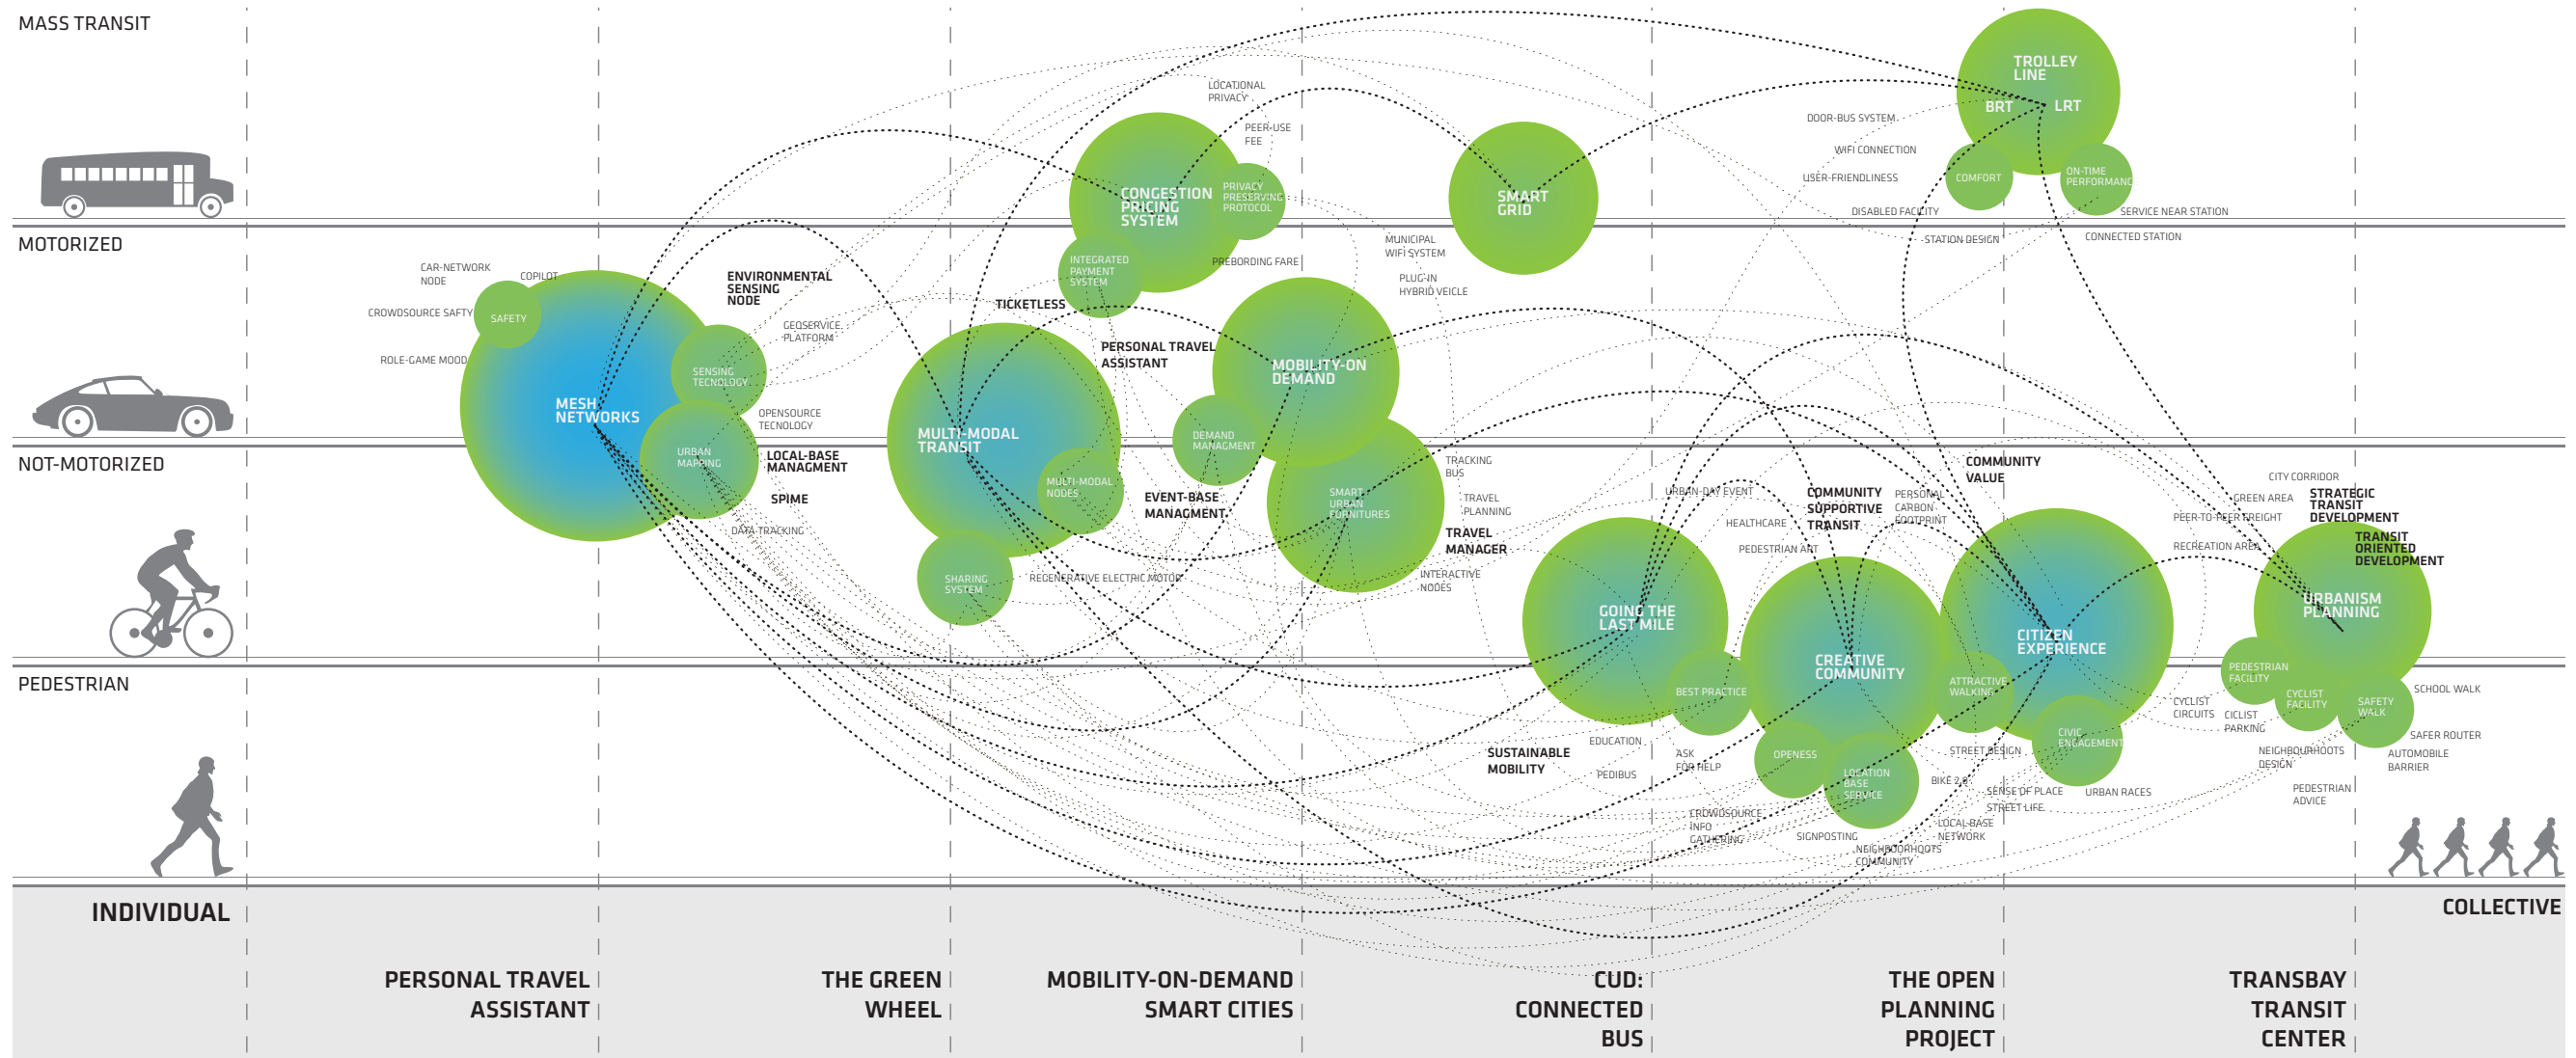 MASS TRANSIT
MOTORIZED
NOT-MOTORIZED
PEDESTRIAN
CAR-NETWORK
NODE
COPILOT
CROWDSOURCE SAFTY
SAFETY
ROLE-GAME MOOD
MESH
NETWORKS
ENVIRONMENTAL
SENSING
NODE
GEOSERVICE
PLATFORM
SENSING
TECNOLOGY
OPENSOURCE
TECNOLOGY
URBAN
MAPPING
LOCAL-BASE
MANAGMENT
SPIME
DATA-TRACKING
LOCATIONAL
PRIVACY
PEER-USE
FEE
CONGESTION
PRICING
SYSTEM
PRIVACY
PRESERVING
PROTOCOL
INTEGRATED
PAYMENT
SYSTEM
PREBORDING FARE
TICKETLESS
PERSONAL TRAVEL
ASSISTANT
MULTI-MODAL
TRANSIT
MULTI-MODAL
NODES
SHARING
SYSTEM
REGENERATIVE ELECTRIC MOTOR
MOBILITY-ON
DEMAND
DEMAND
MANAGMENT
EVENT-BASE
MANAGMENT
SMART
URBAN
FORNITURES
MUNICIPAL
WIFI SYSTEM
PLUG-IN
HYBRID VEICLE
SMART
GRID
TRACKING
BUS
TRAVEL
PLANNING
TRAVEL
MANAGER
INTERACTIVE
NODES
TROLLEY
LINE
BRT
LRT
DOOR-BUS SYSTEM
WIFI CONNECTION
USER-FRIENDLINESS
COMFORT
ON-TIME
PERFORMANC
DISABLED FACILITY
SERVICE NEAR STATION
STATION DESIGN
CONNECTED STATION
URBAN-DAY EVENT
HEALTHCARE
PEDESTRIAN ART
COMMUNITY
SUPPORTIVE
TRANSIT
PERSONAL
CARBON
FOOTPRINT
COMMUNITY
VALUE
GOING THE
LAST MILE
BEST PRACTICE
CREATIVE
COMMUNITY
OPENESS
LOCATION
BASE
SERVICE
ATTRACTIVE
WALKING
CITIZEN
EXPERIENCE
CIVIC
ENGAGEMENT
SUSTAINABLE
MOBILITY
EDUCATION
PEDIBUS
ASK
FOR HELP
CROWDSOURCE
INFO
GATHERING
SIGNPOSTING
NEIGHBOORHOOTS
COMMUNITY
STREET DESIGN
BIKE 2.0
SENSE OF PLACE
STREET LIFE
LOCAL-BASE
NETWORK
URBAN RACES
CITY CORRIDOR
GREEN AREA
PEER-TO-PEER FREIGHT
RECREATION AREA
STRATEGIC
TRANSIT
DEVELOPMENT
TRANSIT
ORIENTED
DEVELOPMENT
URBANISM
PLANNING
PEDESTRIAN
FACILITY
CYCLIST
FACILITY
SAFETY
WALK
SCHOOL WALK
CYCLIST
CIRCUITS
CICLIST
PARKING
NEIGHBOURHOOTS
DESIGN
SAFER ROUTER
AUTOMOBILE
BARRIER
PEDESTRIAN
ADVICE
INDIVIDUAL
COLLECTIVE
PERSONAL TRAVEL
ASSISTANT
THE GREEN
WHEEL
MOBILITY-ON-DEMAND
SMART CITIES
CUD:
CONNECTED
BUS
THE OPEN
PLANNING
PROJECT
TRANSBAY
TRANSIT
CENTER